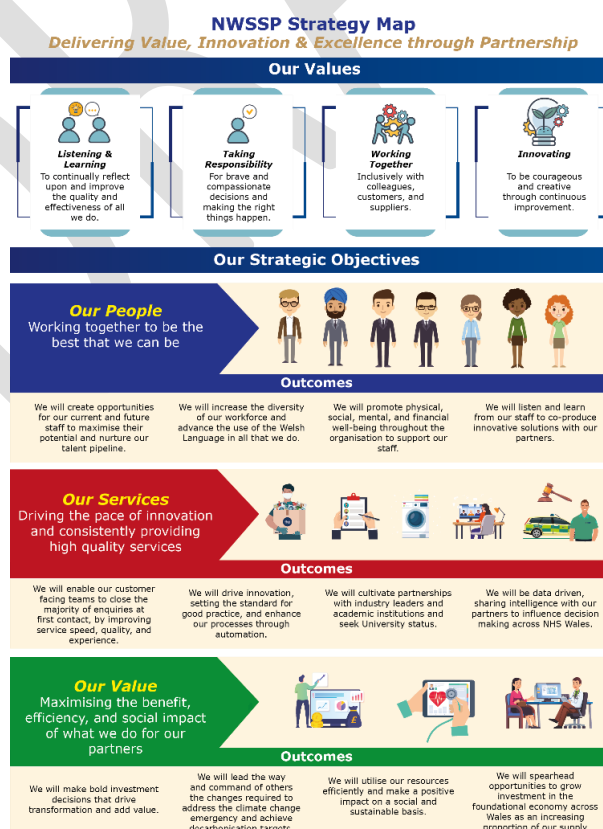 NWSSP Strategy Map
Delivering Value, Innovation & Excellence through Partnership
Our Values
Listening &
Learning
To continually reflect
upon and improve
the quality and
effectiveness of all
we do.
Taking
Responsibility
For brave and
compassionate
decisions and
making the right
things happen.
Working
Together
Inclusively with
colleagues,
customers, and
suppliers.
Innovating
To be courageous
and creative
through continuous
improvement.
Our Strategic Objectives
Our People
Working together to be the
best that we can be
Outcomes
We will create opportunities
for our current and future
staff to maximise their
potential and nurture our
talent pipeline.
We will increase the diversity
of our workforce and
advance the use of the Welsh
Language in all that we do.
We will promote physical,
social, mental, and financial
well-being throughout the
organisation to support our
staff.
We will listen and learn
from our staff to co-produce
innovative solutions with our
partners.
Our Services
Driving the pace of innovation
and consistently providing
high quality services
Outcomes
We will enable our customer
facing teams to close the
majority of enquiries at
first contact, by improving
service speed, quality, and
experience.
We will drive innovation,
setting the standard for
good practice, and enhance
our processes through
automation.
We will cultivate partnerships
with industry leaders and
academic institutions and
seek University status.
We will be data driven,
sharing intelligence with our
partners to influence decision
making across NHS Wales.
Our Value
Maximising the benefit,
efficiency, and social impact
of what we do for our
partners
Outcomes
We will make bold investment
decisions that drive
transformation and add value.
We will lead the way
and command of others
the changes required to
address the climate change
emergency and achieve
decarbonisation targets
We will utilise our resources
efficiently and make a positive
impact on a social and
sustainable basis.
We will spearhead
opportunities to grow
investment in the
foundational economy across
Wales as an increasing
proportion of our supply